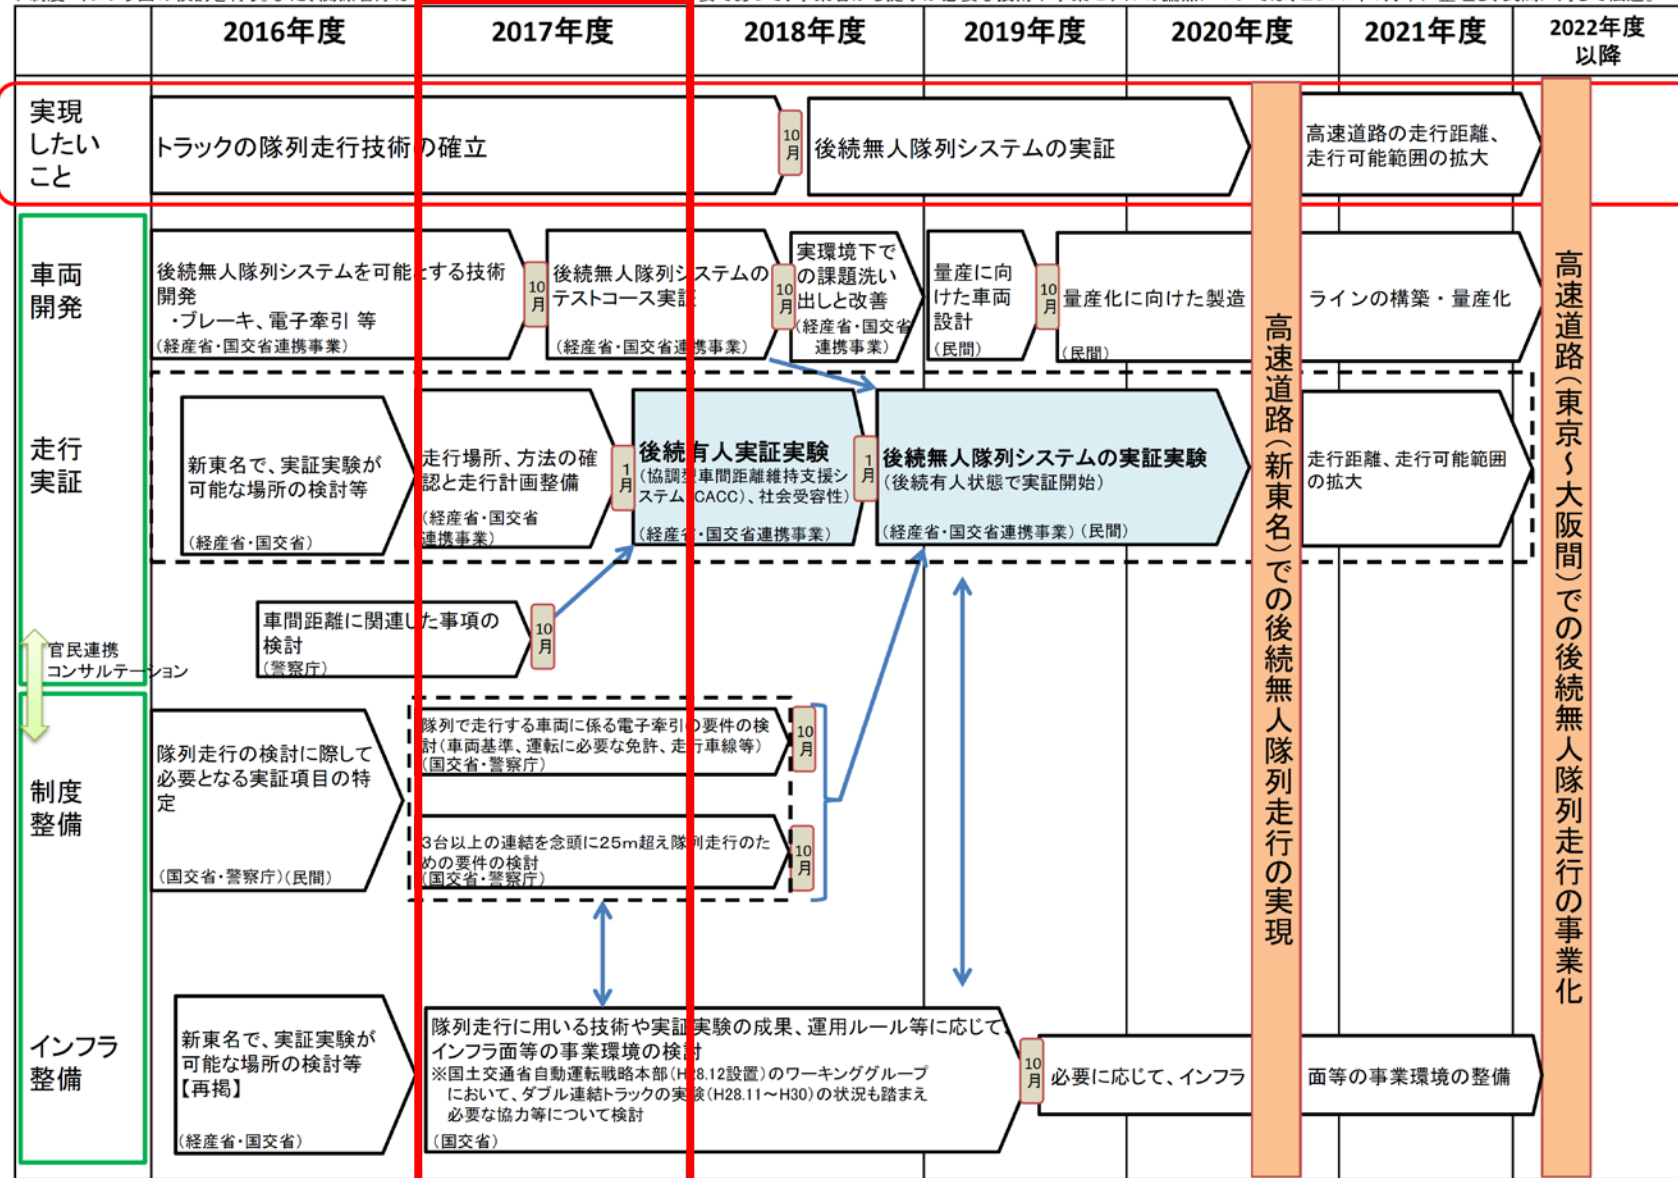 2016年度
2017年度
2018年度
2019年度
2020年度
2021年度
2022年度
以降
実現
したい
こと
トラックの隊列走行技術の確立
10
月
後続無人隊列システムの実証
高速道路の走行距離、
走行可能範囲の拡大
車両
開発
後続無人隊列システムを可能とする技術
開発
・ブレーキ、電子牽引 等
(経産省・国交省連携事業)
10
月
後続無人隊列システムの
テストコース実証
(経産省・国交省連携事業)
10
月
実環境下で
の課題洗い
出しと改善
(経産省・国交省
連携事業)
量産に向
けた車両
設計
(民間)
10
月
量産化に向けた製造
ラインの構築・量産化
(民間)
走行
実証
新東名で、実証実験が
可能な場所の検討等
(経産省・国交省)
走行場所、方法の確
認と走行計画整備
(経産省・国交省
連携事業)
1
月
後続有人実証実験
(協調型車間距離維持支援シ
ステム(CACC)、社会受容性)
(経産省・国交省連携事業)
1
月
後続無人隊列システムの実証実験
(後続有人状態で実証開始)
(経産省・国交省連携事業)(民間)
走行距離、走行可能範囲
の拡大
車間距離に関連した事項の
検討
(警察庁)
10
月
官民連携
コンサルテーション
制度
整備
隊列走行の検討に際して
必要となる実証項目の特
定
(国交省・警察庁)(民間)
隊列で走行する車両に係る電子牽引の要件の検
討(車両基準、運転に必要な免許、走行車線等)
(国交省・警察庁)
10
月
3台以上の連結を念頭に25m超え隊列走行のた
めの要件の検討
(国交省・警察庁)
10
月
インフラ
整備
新東名で、実証実験が
可能な場所の検討等
【再掲】
(経産省・国交省)
隊列走行に用いる技術や実証実験の成果、運用ルール等に応じて、
インフラ面等の事業環境の検討
※国土交通省自動運転戦略本部(H28.12設置)のワーキンググループ
において、ダブル連結トラックの実験(H28.11~H30)の状況も踏まえ
必要な協力等について検討
(国交省)
10
月
必要に応じて、インフラ
面等の事業環境の整備
高速道路(新東名)での後続無人隊列走行の実現
高速道路(東京~大阪間)での後続無人隊列走行の事業化